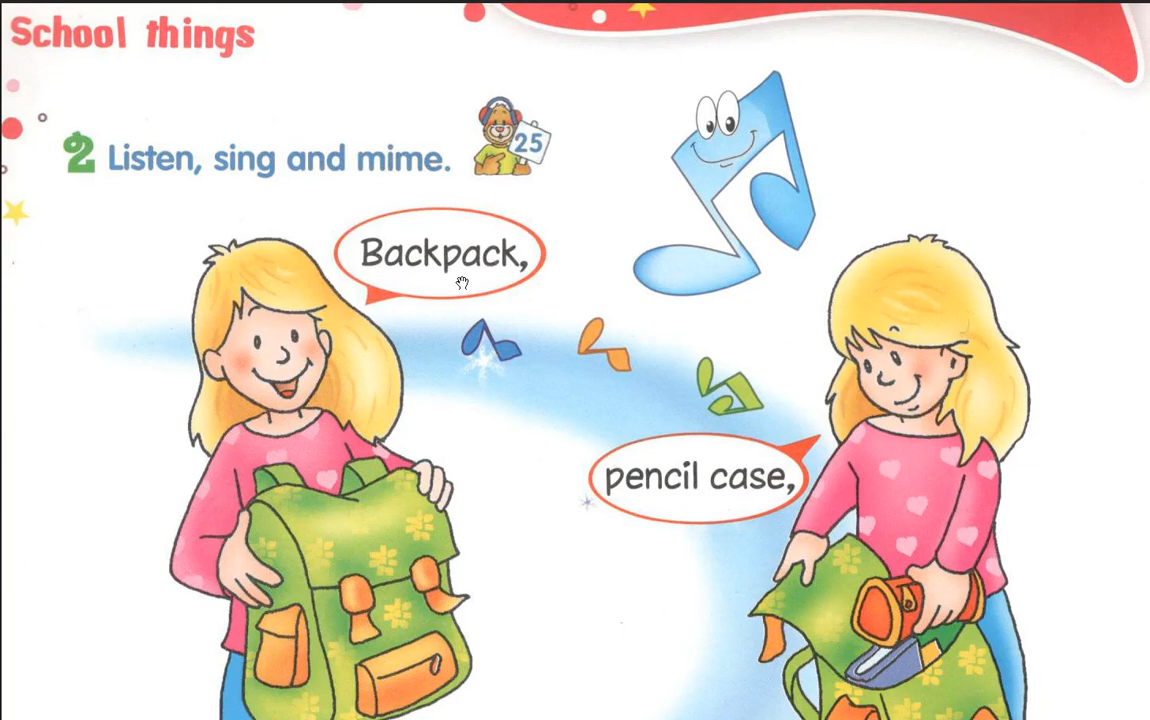 School things
2 Listen, sing and mime.
25
Backpack,
pencil case,